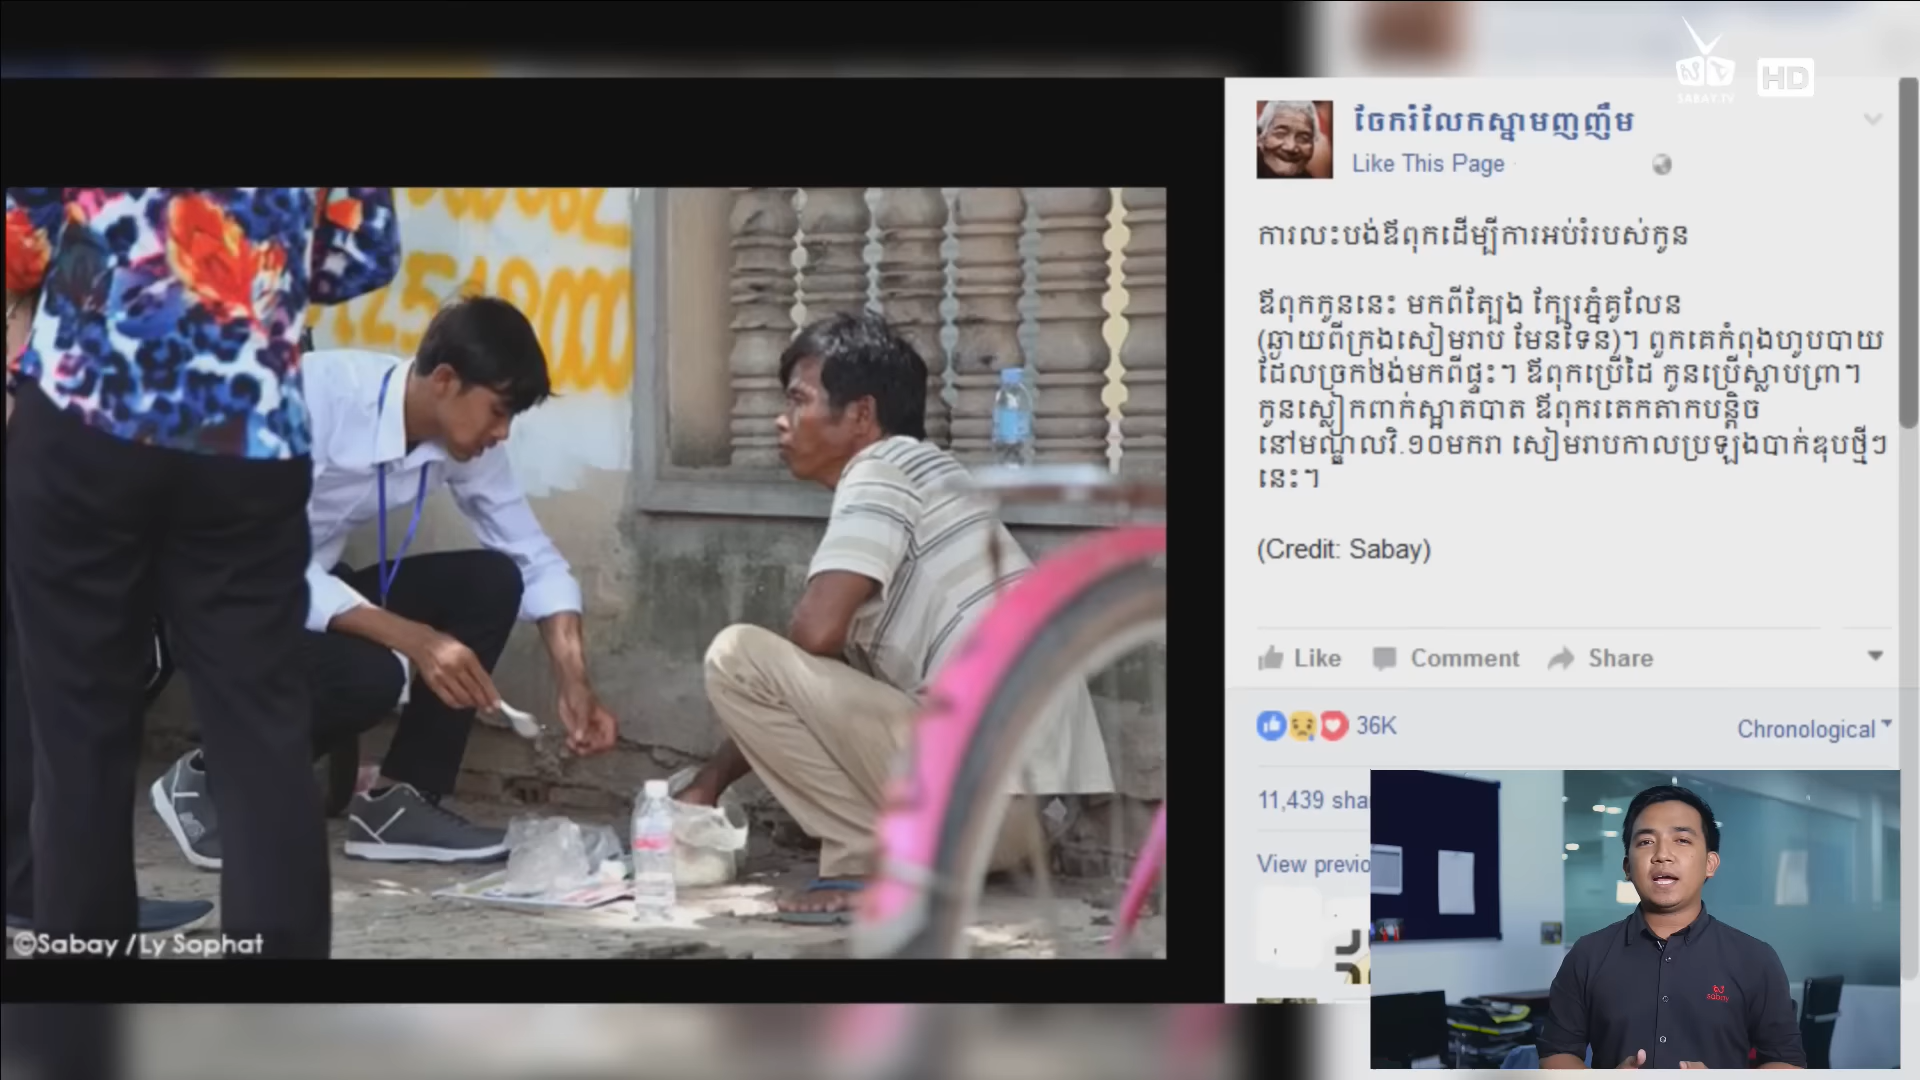 SABAY.TV
HD
ចែករំលែកស្នាមញញឹម
Like This Page
ការលះបង់ឪពុកដើម្បីការអប់រំរបស់កូន
ឪពុកកូននេះ មកពីត្បែង ក្បែរភ្នំគូលែន
(ឆ្ងាយពីក្រុងសៀមរាប មែនទែន)។ ពួកគេកំពុងហូបបាយ
ដែលច្រក២ង់មកពីផ្ទះ។ ឪពុកប្រើដៃ កូនប្រើស្លាបព្រា។
កូនស្លៀកពាក់ស្អាតបាត ឪពុករតេកតាកបន្តិច
នៅមណ្ឌលវិ.១០មករា សៀមរាបកាលប្រឡងបាក់ឌុបថ្មីៗ
នេះ។
(Credit: Sabay)
Like Comment Share
36K
Chronological
11,439 sha
View previo
©Sabay /Ly Sophat
sabay